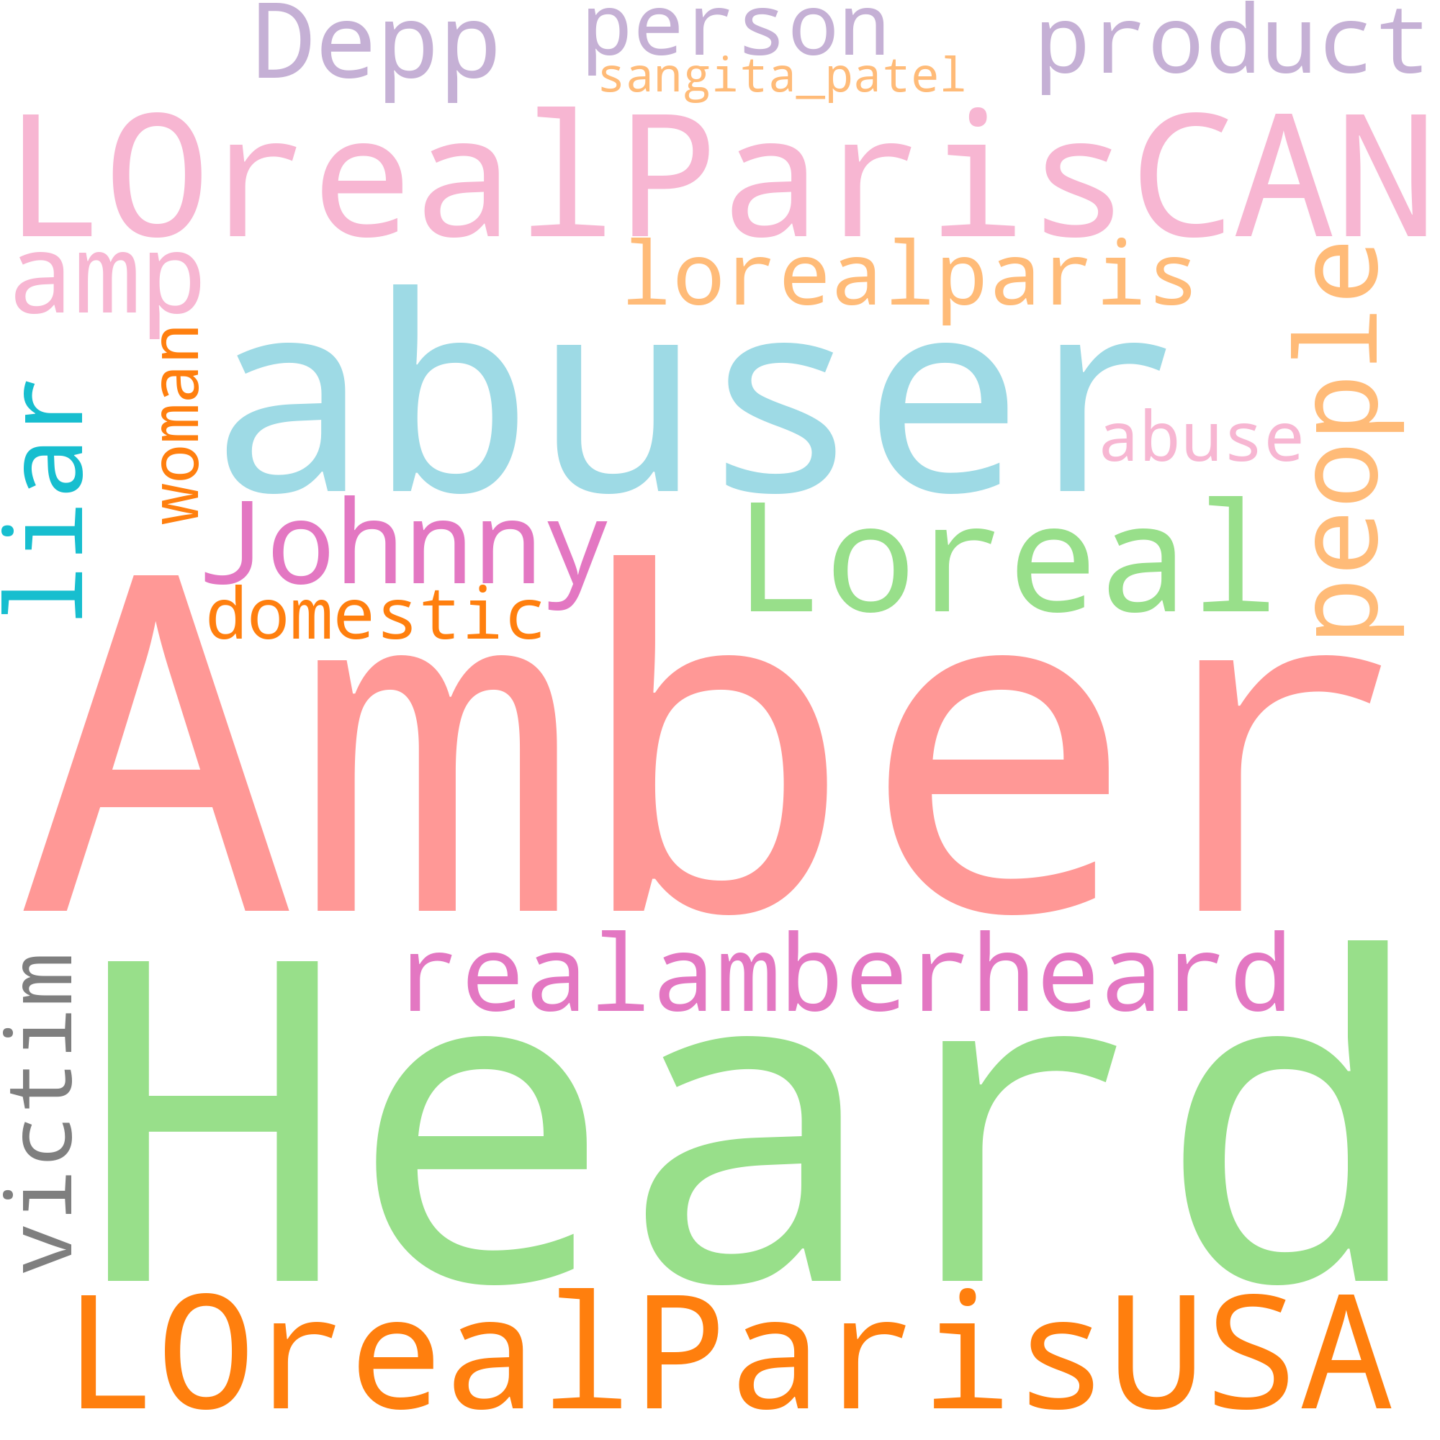 Depp
person
product
sangita_patel
LOrealParisCAN
amp
lorealparis
people
woman
abuser
liar
abuse
Johnny
Loreal
domestic
Amber
realamberheard
victim
Heard
LOrealParisUSA